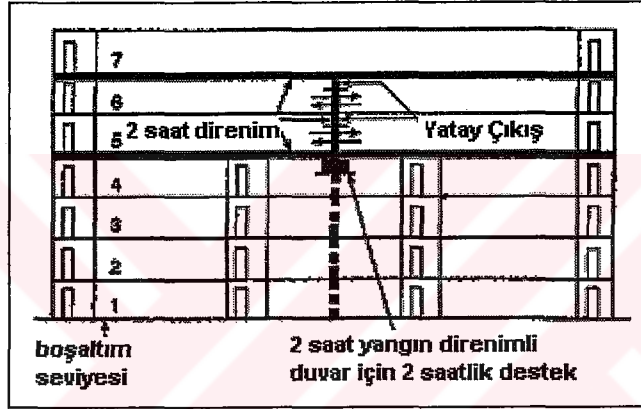 7
6
5
2 saat direnim
Yatay Çıkış
4
3
2
1
boşaltım
seviyesi
2 saat yangın direnimli
duvar için 2 saatlik destek